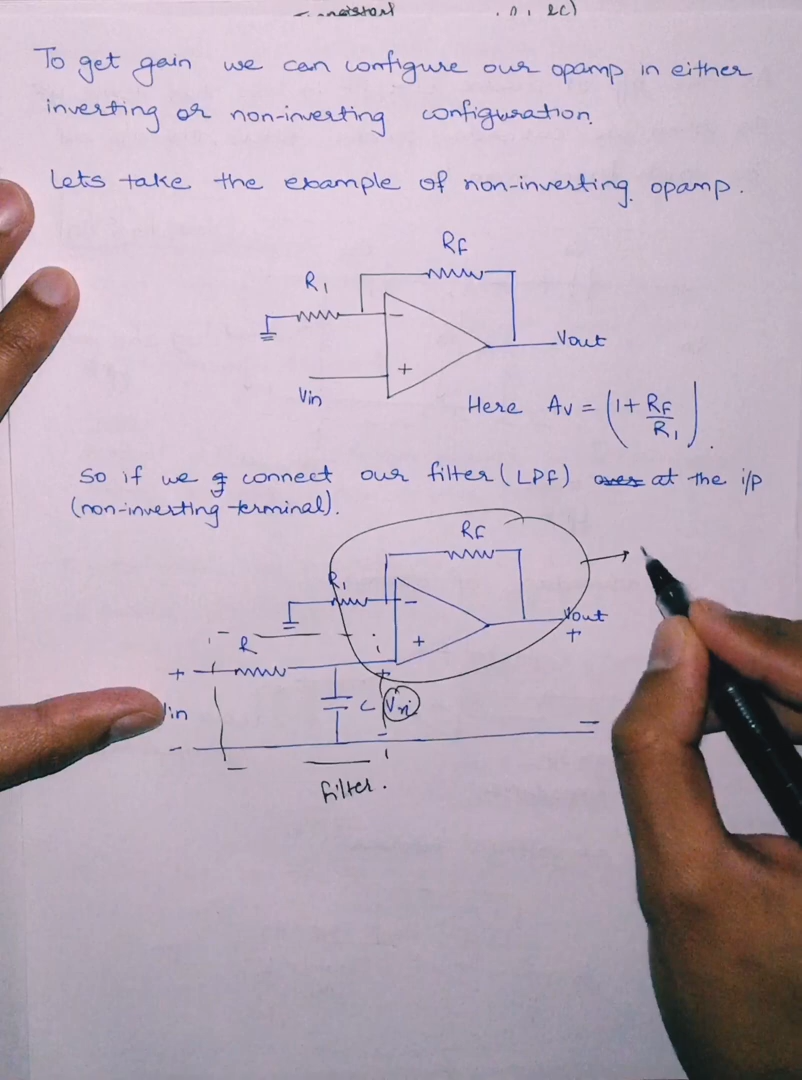 To get gain we can configure our opamp in either
inverting or non-inverting configuration.
Lets take the example of non-inverting opamp.
RF
R1
−
+
Vout
Vin
Here Av = (1 + RF/R1).
So if we connect our filter (LPF) at the i/p
(non-inverting terminal).
RF
R1
−
+
Vout
+
R
+
+
C
in
−
−
−
filter.